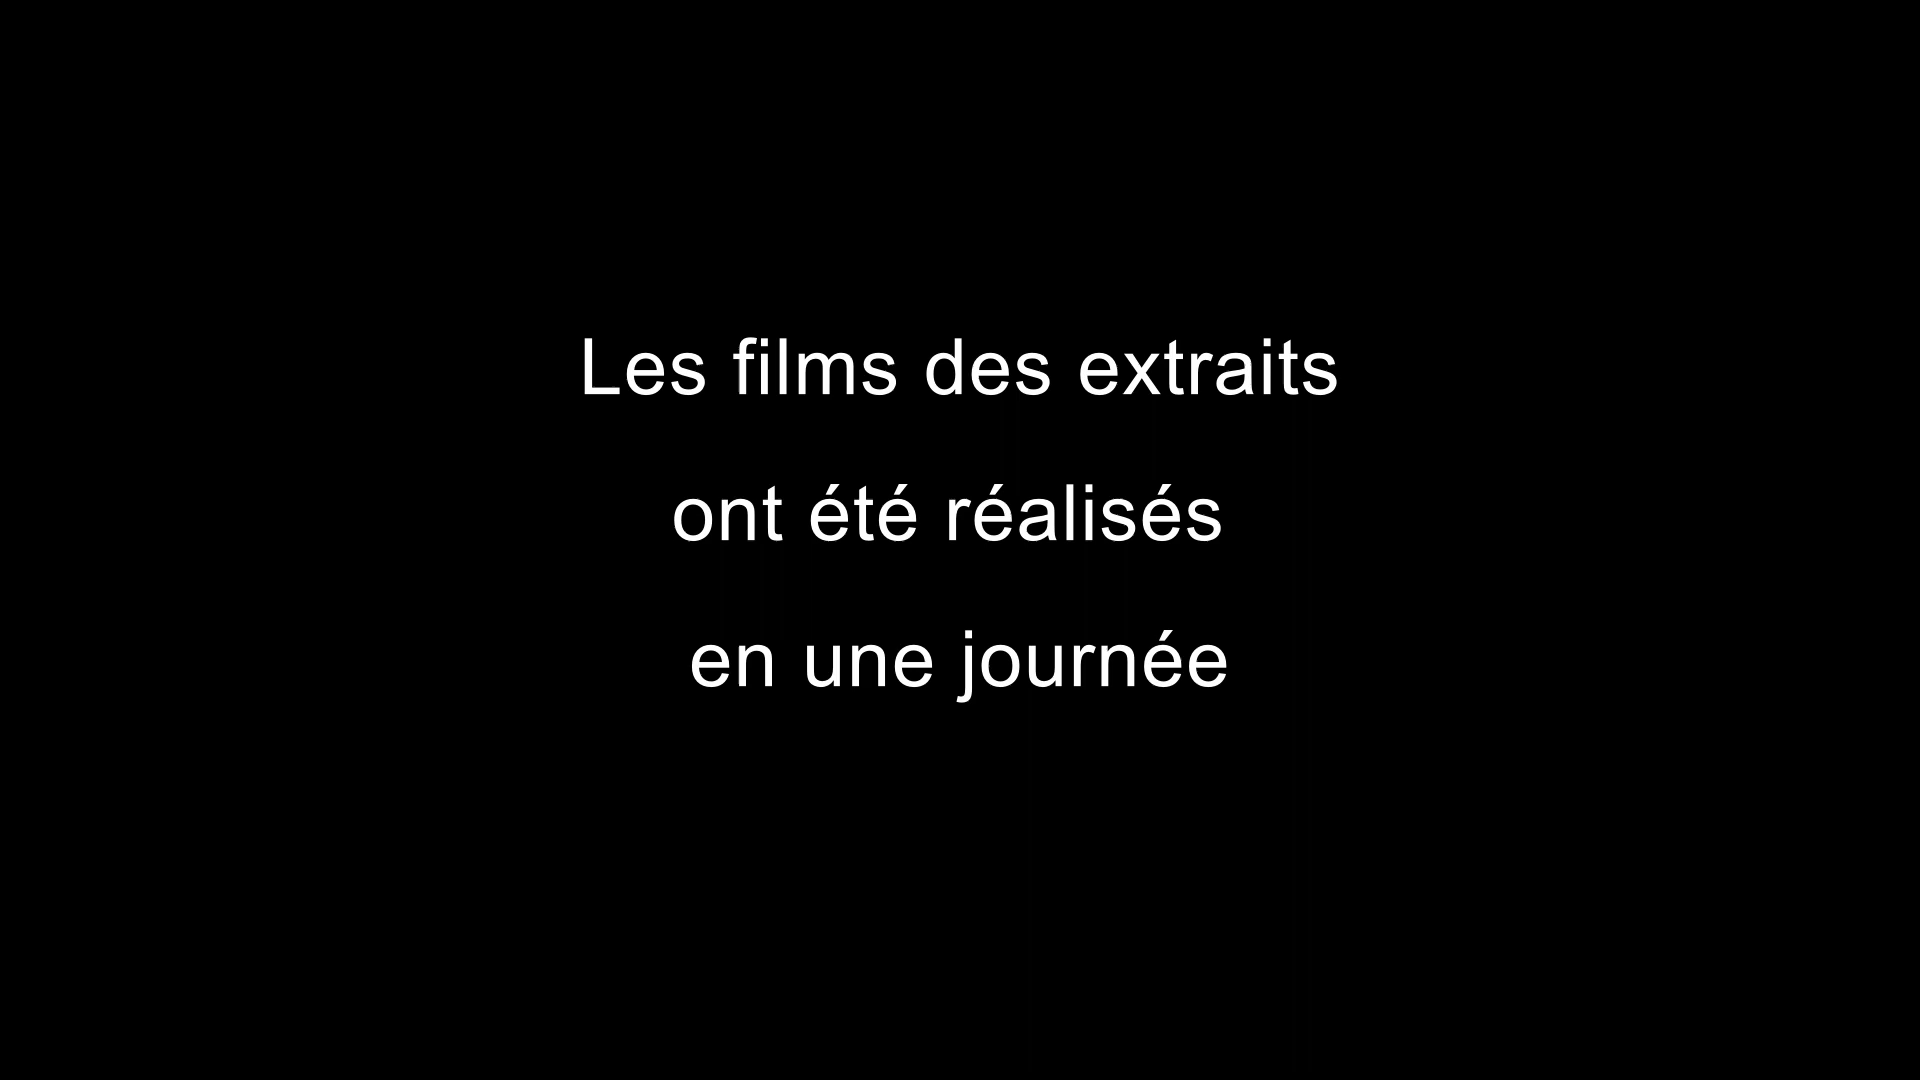 Les films des extraits
ont été réalisés
en une journée